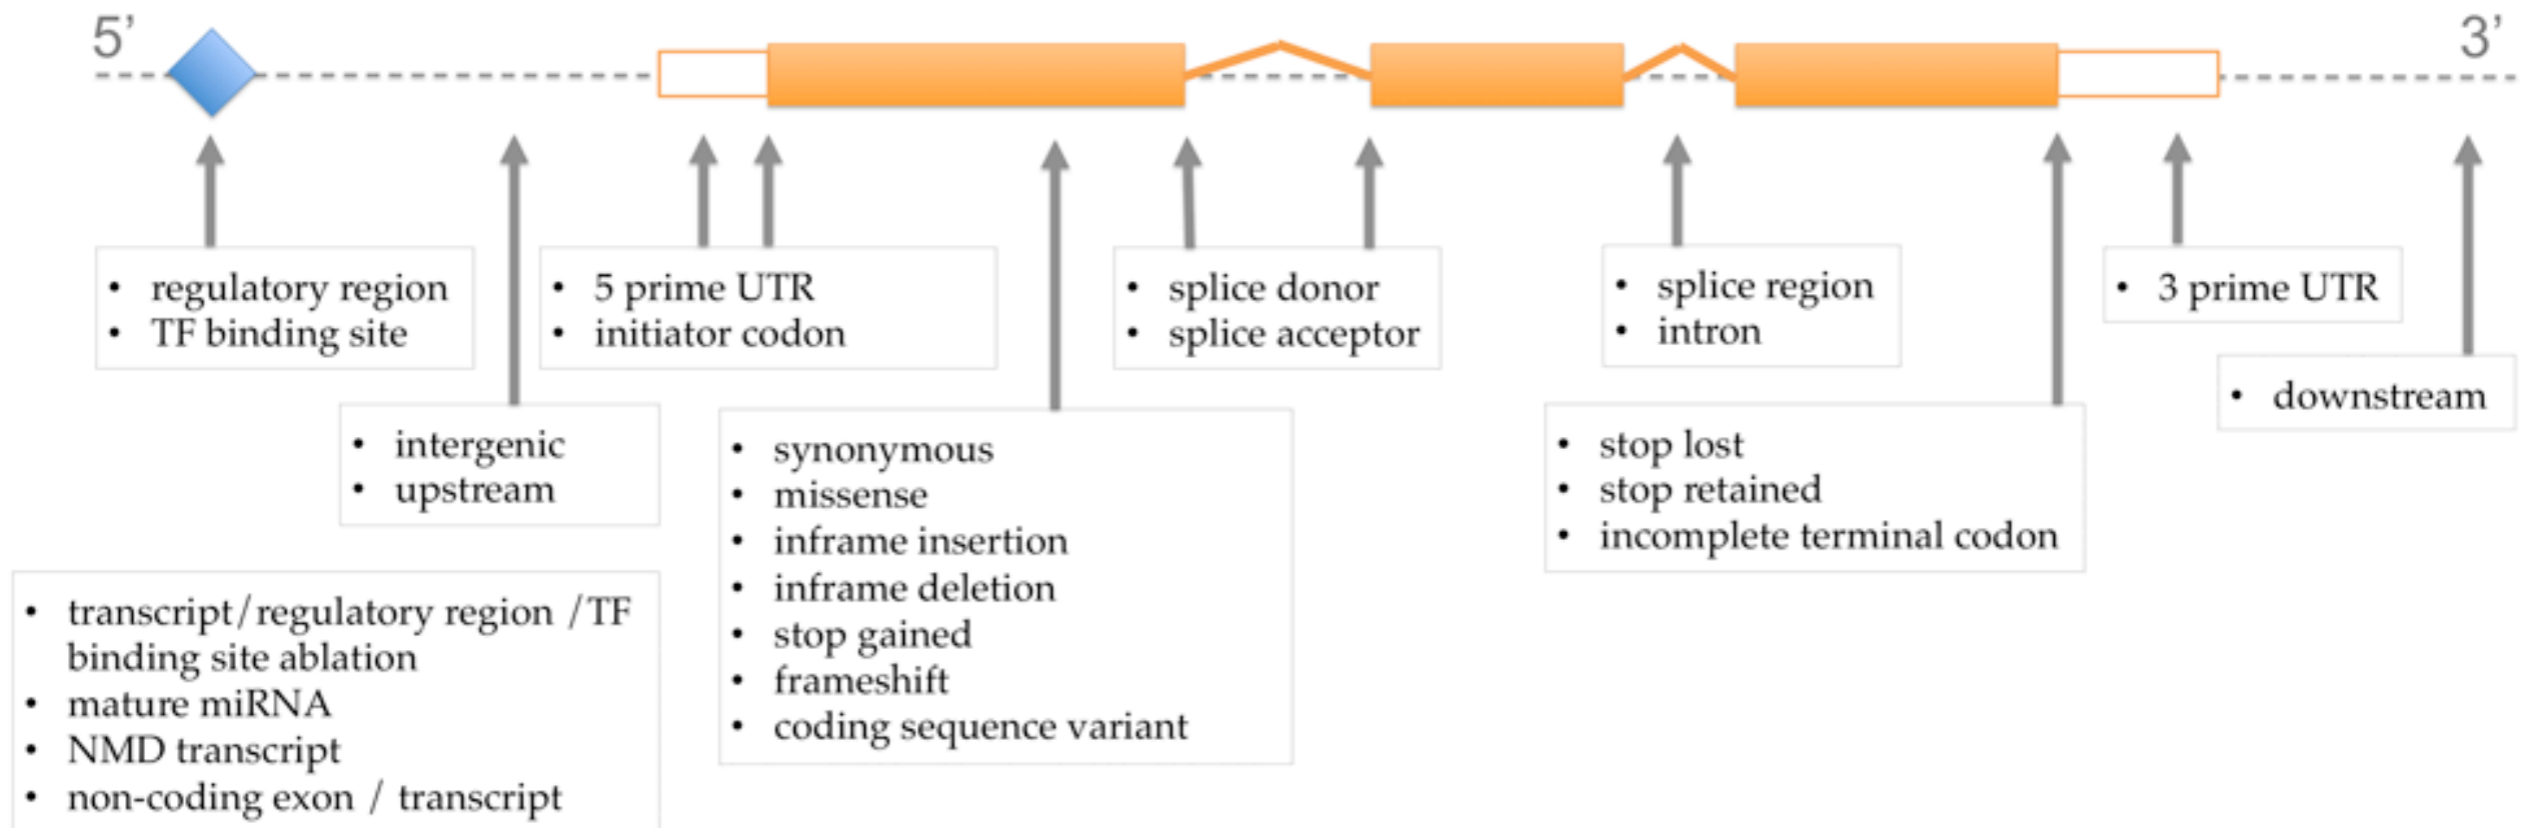 5’
3’
• regulatory region
• TF binding site
• 5 prime UTR
• initiator codon
• splice donor
• splice acceptor
• splice region
• intron
• 3 prime UTR
• downstream
• intergenic
• upstream
• synonymous
• missense
• inframe insertion
• inframe deletion
• stop gained
• frameshift
• coding sequence variant
• stop lost
• stop retained
• incomplete terminal codon
• transcript/regulatory region /TF
binding site ablation
• mature miRNA
• NMD transcript
• non-coding exon / transcript